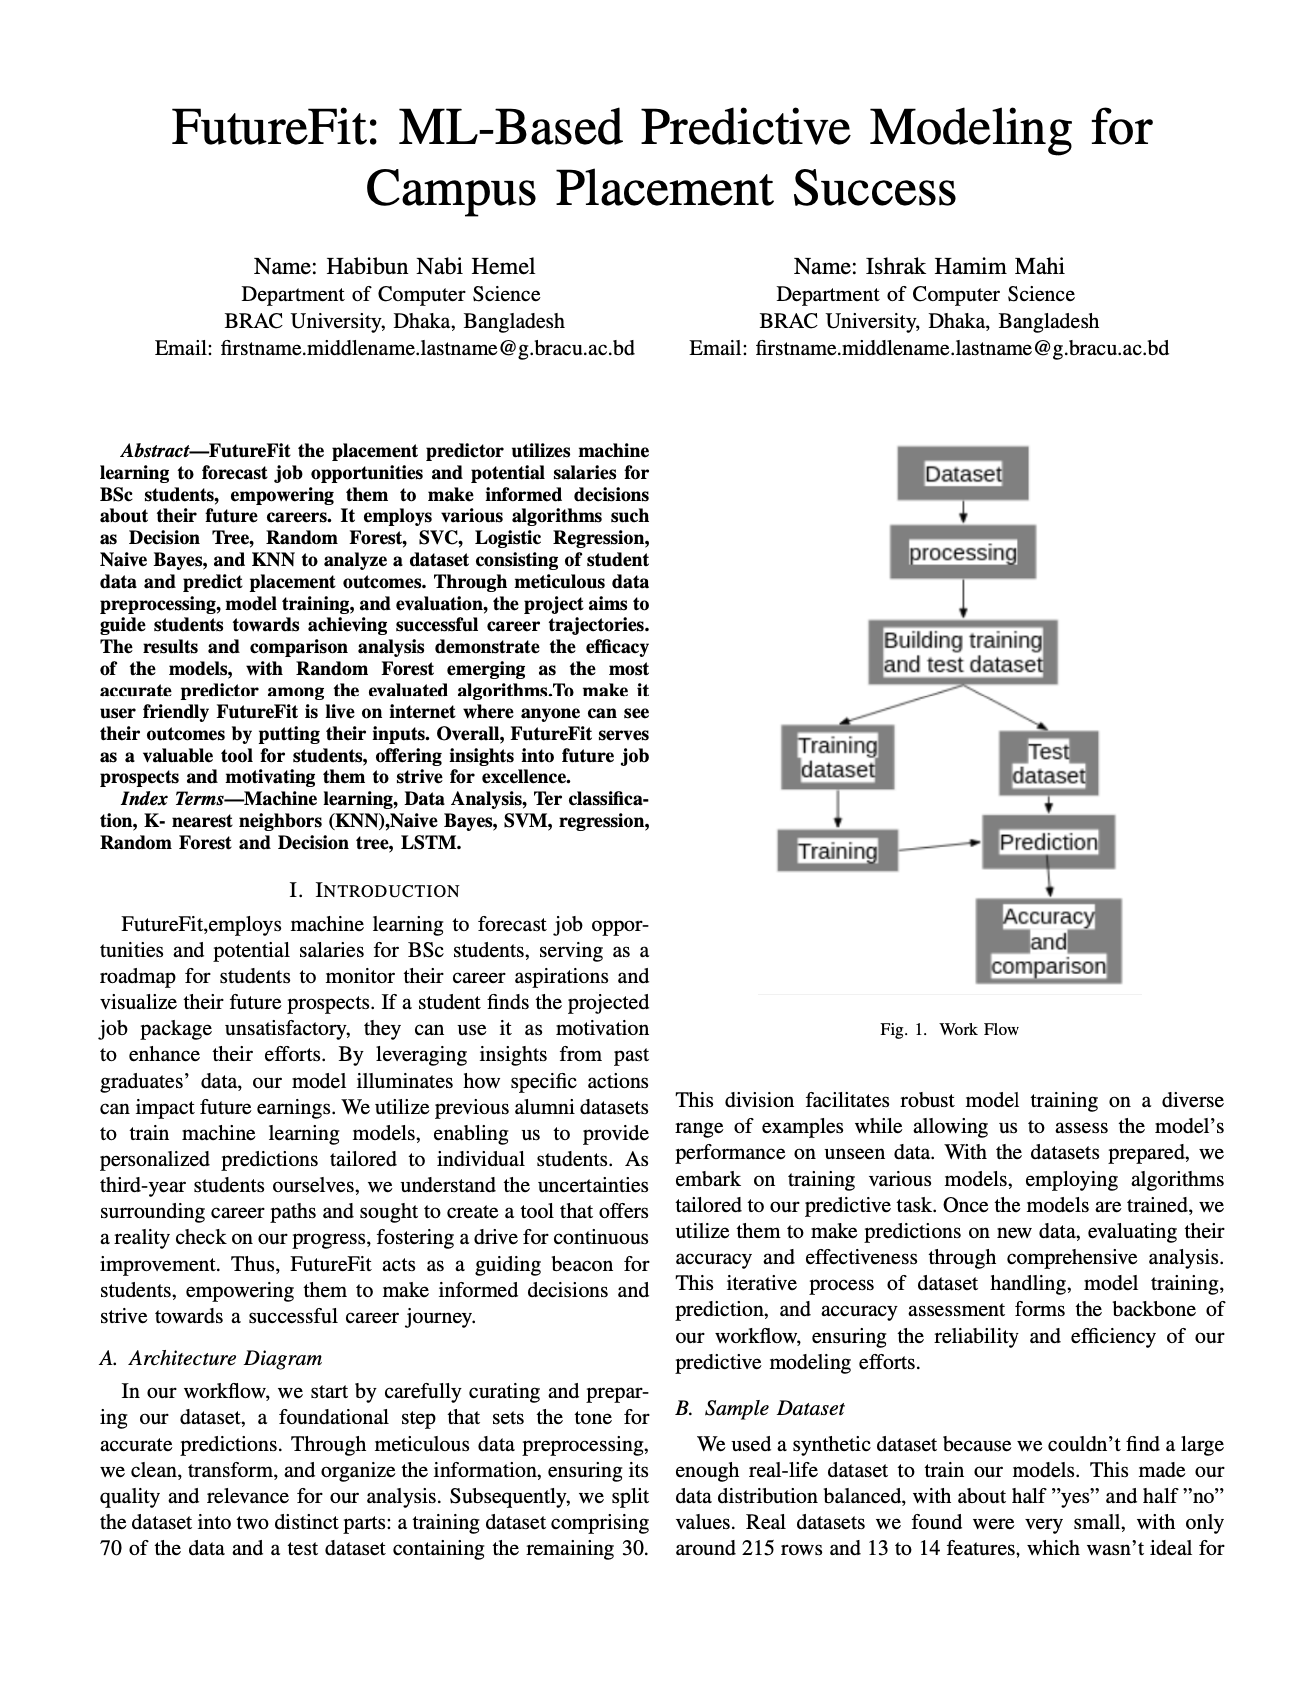 FutureFit: ML-Based Predictive Modeling for
Campus Placement Success
Name: Habibun Nabi Hemel
Department of Computer Science
BRAC University, Dhaka, Bangladesh
Email: firstname.middlename.lastname@g.bracu.ac.bd
Name: Ishrak Hamim Mahi
Department of Computer Science
BRAC University, Dhaka, Bangladesh
Email: firstname.middlename.lastname@g.bracu.ac.bd
Abstract—FutureFit the placement predictor utilizes machine
learning to forecast job opportunities and potential salaries for
BSc students, empowering them to make informed decisions
about their future careers. It employs various algorithms such
as Decision Tree, Random Forest, SVC, Logistic Regression,
Naive Bayes, and KNN to analyze a dataset consisting of student
data and predict placement outcomes. Through meticulous data
preprocessing, model training, and evaluation, the project aims to
guide students towards achieving successful career trajectories.
The results and comparison analysis demonstrate the efficacy
of the models, with Random Forest emerging as the most
accurate predictor among the evaluated algorithms.To make it
user friendly FutureFit is live on internet where anyone can see
their outcomes by putting their inputs. Overall, FutureFit serves
as a valuable tool for students, offering insights into future job
prospects and motivating them to strive for excellence.
Index Terms—Machine learning, Data Analysis, Ter classifica-
tion, K- nearest neighbors (KNN),Naive Bayes, SVM, regression,
Random Forest and Decision tree, LSTM.
I. INTRODUCTION
FutureFit,employs machine learning to forecast job oppor-
tunities and potential salaries for BSc students, serving as a
roadmap for students to monitor their career aspirations and
visualize their future prospects. If a student finds the projected
job package unsatisfactory, they can use it as motivation
to enhance their efforts. By leveraging insights from past
graduates’ data, our model illuminates how specific actions
can impact future earnings. We utilize previous alumni datasets
to train machine learning models, enabling us to provide
personalized predictions tailored to individual students. As
third-year students ourselves, we understand the uncertainties
surrounding career paths and sought to create a tool that offers
a reality check on our progress, fostering a drive for continuous
improvement. Thus, FutureFit acts as a guiding beacon for
students, empowering them to make informed decisions and
strive towards a successful career journey.
A. Architecture Diagram
In our workflow, we start by carefully curating and prepar-
ing our dataset, a foundational step that sets the tone for
accurate predictions. Through meticulous data preprocessing,
we clean, transform, and organize the information, ensuring its
quality and relevance for our analysis. Subsequently, we split
the dataset into two distinct parts: a training dataset comprising
70 of the data and a test dataset containing the remaining 30.
Dataset
processing
Building training
and test dataset
Training
dataset
Test
dataset
Training
Prediction
Accuracy
and
comparison
Fig. 1. Work Flow
This division facilitates robust model training on a diverse
range of examples while allowing us to assess the model’s
performance on unseen data. With the datasets prepared, we
embark on training various models, employing algorithms
tailored to our predictive task. Once the models are trained, we
utilize them to make predictions on new data, evaluating their
accuracy and effectiveness through comprehensive analysis.
This iterative process of dataset handling, model training,
prediction, and accuracy assessment forms the backbone of
our workflow, ensuring the reliability and efficiency of our
predictive modeling efforts.
B. Sample Dataset
We used a synthetic dataset because we couldn’t find a large
enough real-life dataset to train our models. This made our
data distribution balanced, with about half ”yes” and half ”no”
values. Real datasets we found were very small, with only
around 215 rows and 13 to 14 features, which wasn’t ideal for